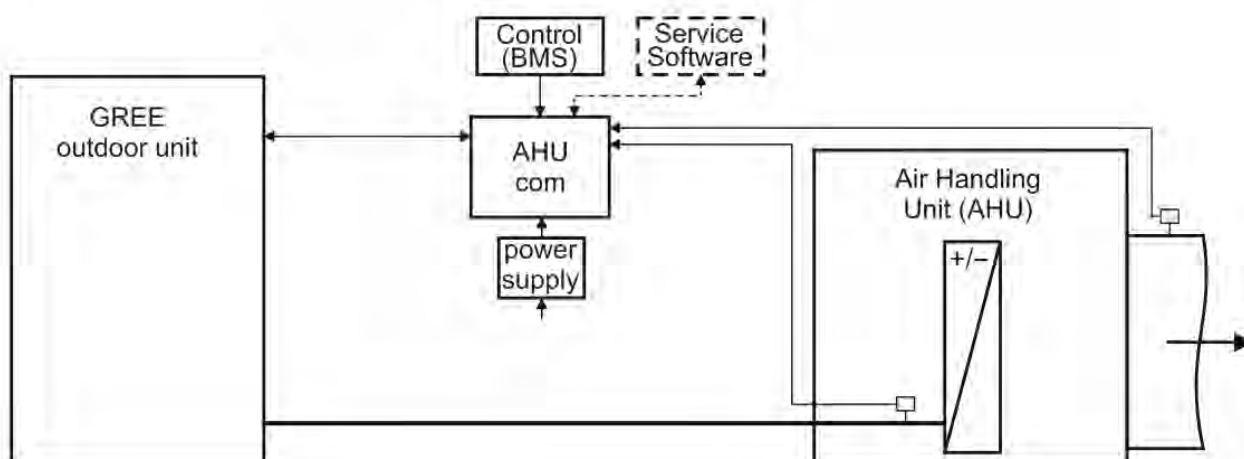 Control
(BMS)
Service
Software
GREE
outdoor unit
AHU
com
Air Handling
Unit (AHU)
power
supply
+/−